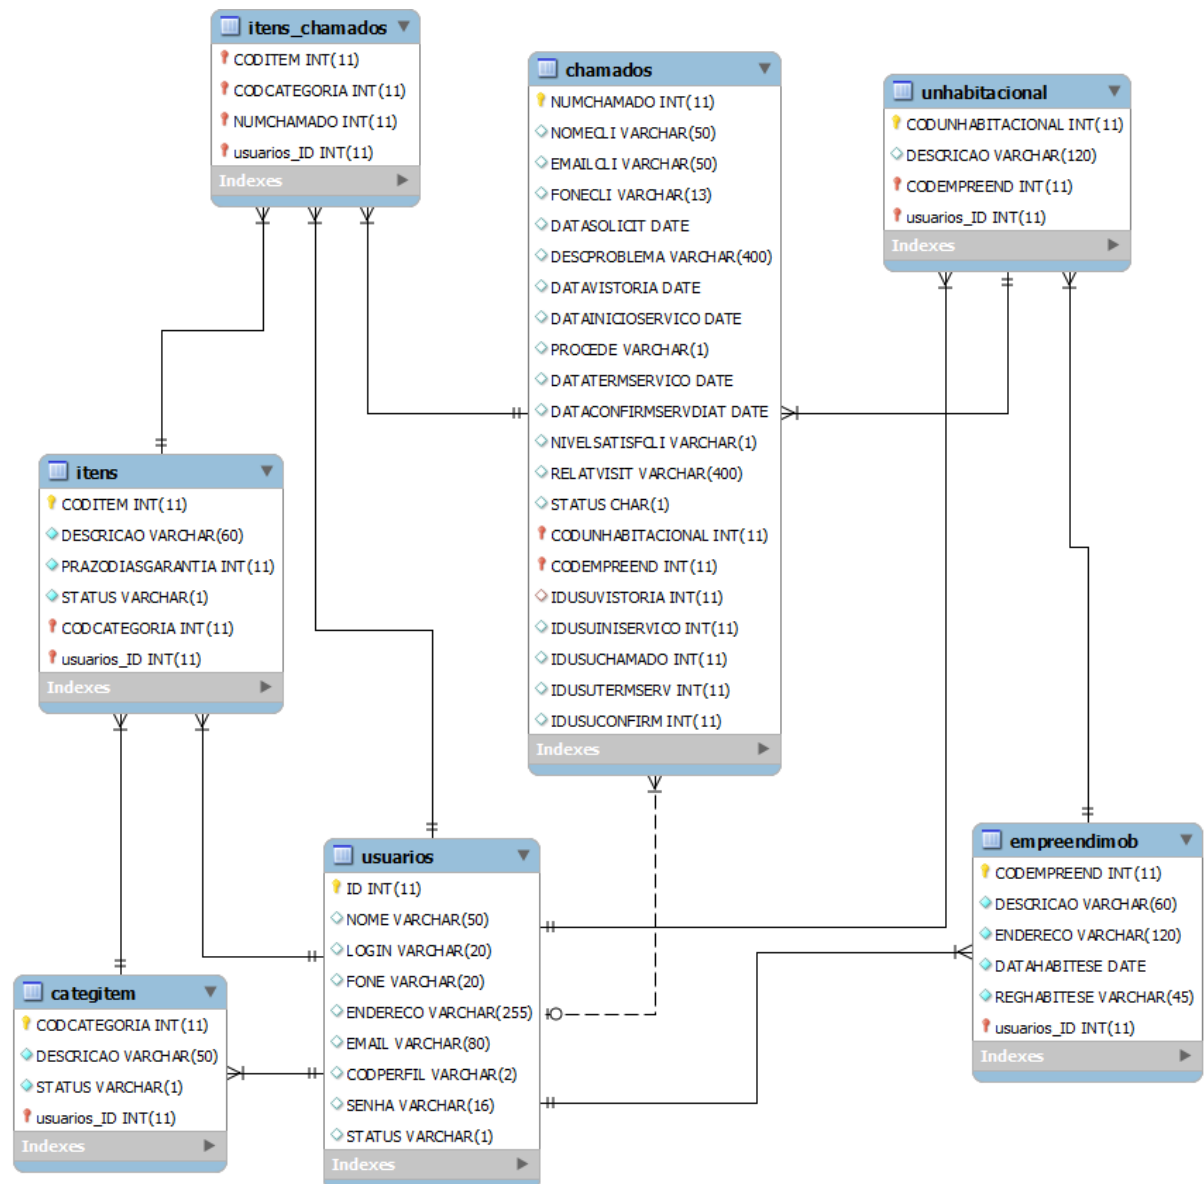 itens_chamados
CODITEM INT(11)
CODCATEGORIA INT(11)
NUMCHAMADO INT(11)
usuarios_ID INT(11)
Indexes
chamados
NUMCHAMADO INT(11)
NOMECLI VARCHAR(50)
EMAILCLI VARCHAR(50)
FONECLI VARCHAR(13)
DATASOLICIT DATE
DESCPROBLEMA VARCHAR(400)
DATAVISTORIA DATE
DATAINICIOSERVICO DATE
PROCEDE VARCHAR(1)
DATATERMSERVICO DATE
DATACONFIRMSERVDIAT DATE
NIVELSATISFCLI VARCHAR(1)
RELATVISIT VARCHAR(400)
STATUS CHAR(1)
CODUNHABITACIONAL INT(11)
CODEMPREEND INT(11)
IDUSUVISTORIA INT(11)
IDUSUINISERVICO INT(11)
IDUSUCHAMADO INT(11)
IDUSUTERMSERV INT(11)
IDUSUCONFIRM INT(11)
Indexes
unhabitacional
CODUNHABITACIONAL INT(11)
DESCRICAO VARCHAR(120)
CODEMPREEND INT(11)
usuarios_ID INT(11)
Indexes
itens
CODITEM INT(11)
DESCRICAO VARCHAR(60)
PRAZODIASGARANTIA INT(11)
STATUS VARCHAR(1)
CODCATEGORIA INT(11)
usuarios_ID INT(11)
Indexes
usuarios
ID INT(11)
NOME VARCHAR(50)
LOGIN VARCHAR(20)
FONE VARCHAR(20)
ENDERECO VARCHAR(255)
EMAIL VARCHAR(80)
CODPERFIL VARCHAR(2)
SENHA VARCHAR(16)
STATUS VARCHAR(1)
Indexes
empreendimob
CODEMPREEND INT(11)
DESCRICAO VARCHAR(60)
ENDERECO VARCHAR(120)
DATAHABITESE DATE
REGHABITESE VARCHAR(45)
usuarios_ID INT(11)
Indexes
categitem
CODCATEGORIA INT(11)
DESCRICAO VARCHAR(50)
STATUS VARCHAR(1)
usuarios_ID INT(11)
Indexes